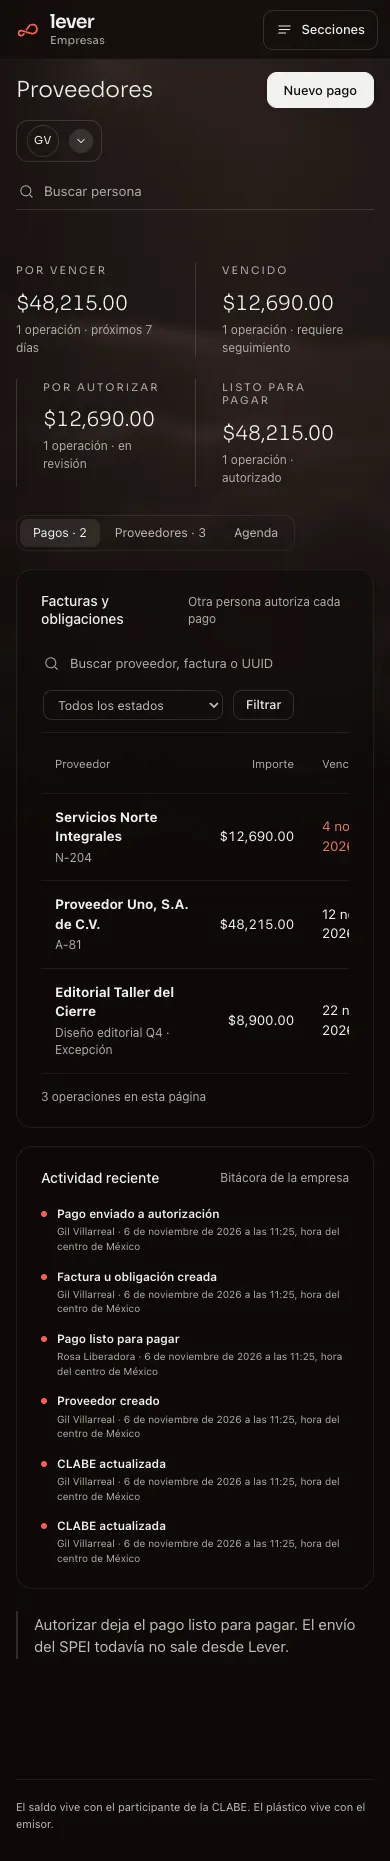 lever
Empresas
Secciones
Proveedores
Nuevo pago
GV
Buscar persona
POR VENCER
$48,215.00
1 operación · próximos 7
días
VENCIDO
$12,690.00
1 operación · requiere
seguimiento
POR AUTORIZAR
$12,690.00
1 operación · en
revisión
LISTO PARA
PAGAR
$48,215.00
1 operación ·
autorizado
Pagos · 2
Proveedores · 3
Agenda
Facturas y
obligaciones
Otra persona autoriza cada
pago
Buscar proveedor, factura o UUID
Todos los estados
Filtrar
Proveedor
Importe
Venc
Servicios Norte
Integrales
N-204
$12,690.00
4 no
2026
Proveedor Uno, S.A.
de C.V.
A-81
$48,215.00
12 n
2026
Editorial Taller del
Cierre
Diseño editorial Q4 ·
Excepción
$8,900.00
22 n
2026
3 operaciones en esta página
Actividad reciente
Bitácora de la empresa
Pago enviado a autorización
Gil Villarreal · 6 de noviembre de 2026 a las 11:25, hora del
centro de México
Factura u obligación creada
Gil Villarreal · 6 de noviembre de 2026 a las 11:25, hora del
centro de México
Pago listo para pagar
Rosa Liberadora · 6 de noviembre de 2026 a las 11:25, hora
del centro de México
Proveedor creado
Gil Villarreal · 6 de noviembre de 2026 a las 11:25, hora del
centro de México
CLABE actualizada
Gil Villarreal · 6 de noviembre de 2026 a las 11:25, hora del
centro de México
CLABE actualizada
Gil Villarreal · 6 de noviembre de 2026 a las 11:25, hora del
centro de México
Autorizar deja el pago listo para pagar. El envío
del SPEI todavía no sale desde Lever.
El saldo vive con el participante de la CLABE. El plástico vive con el
emisor.